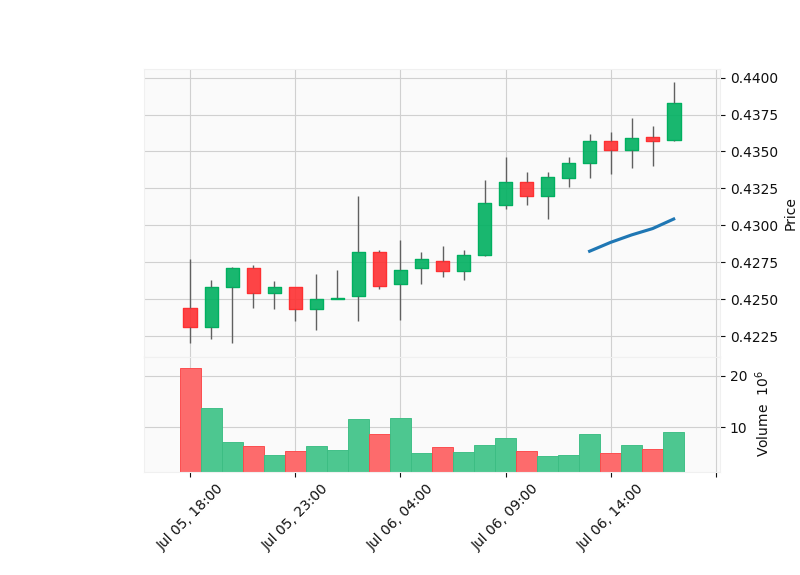 0.4400
0.4375
0.4350
0.4325
0.4300
0.4275
0.4250
0.4225
Price
20
10
Volume 10⁶
Jul 05, 18:00
Jul 05, 23:00
Jul 06, 04:00
Jul 06, 09:00
Jul 06, 14:00